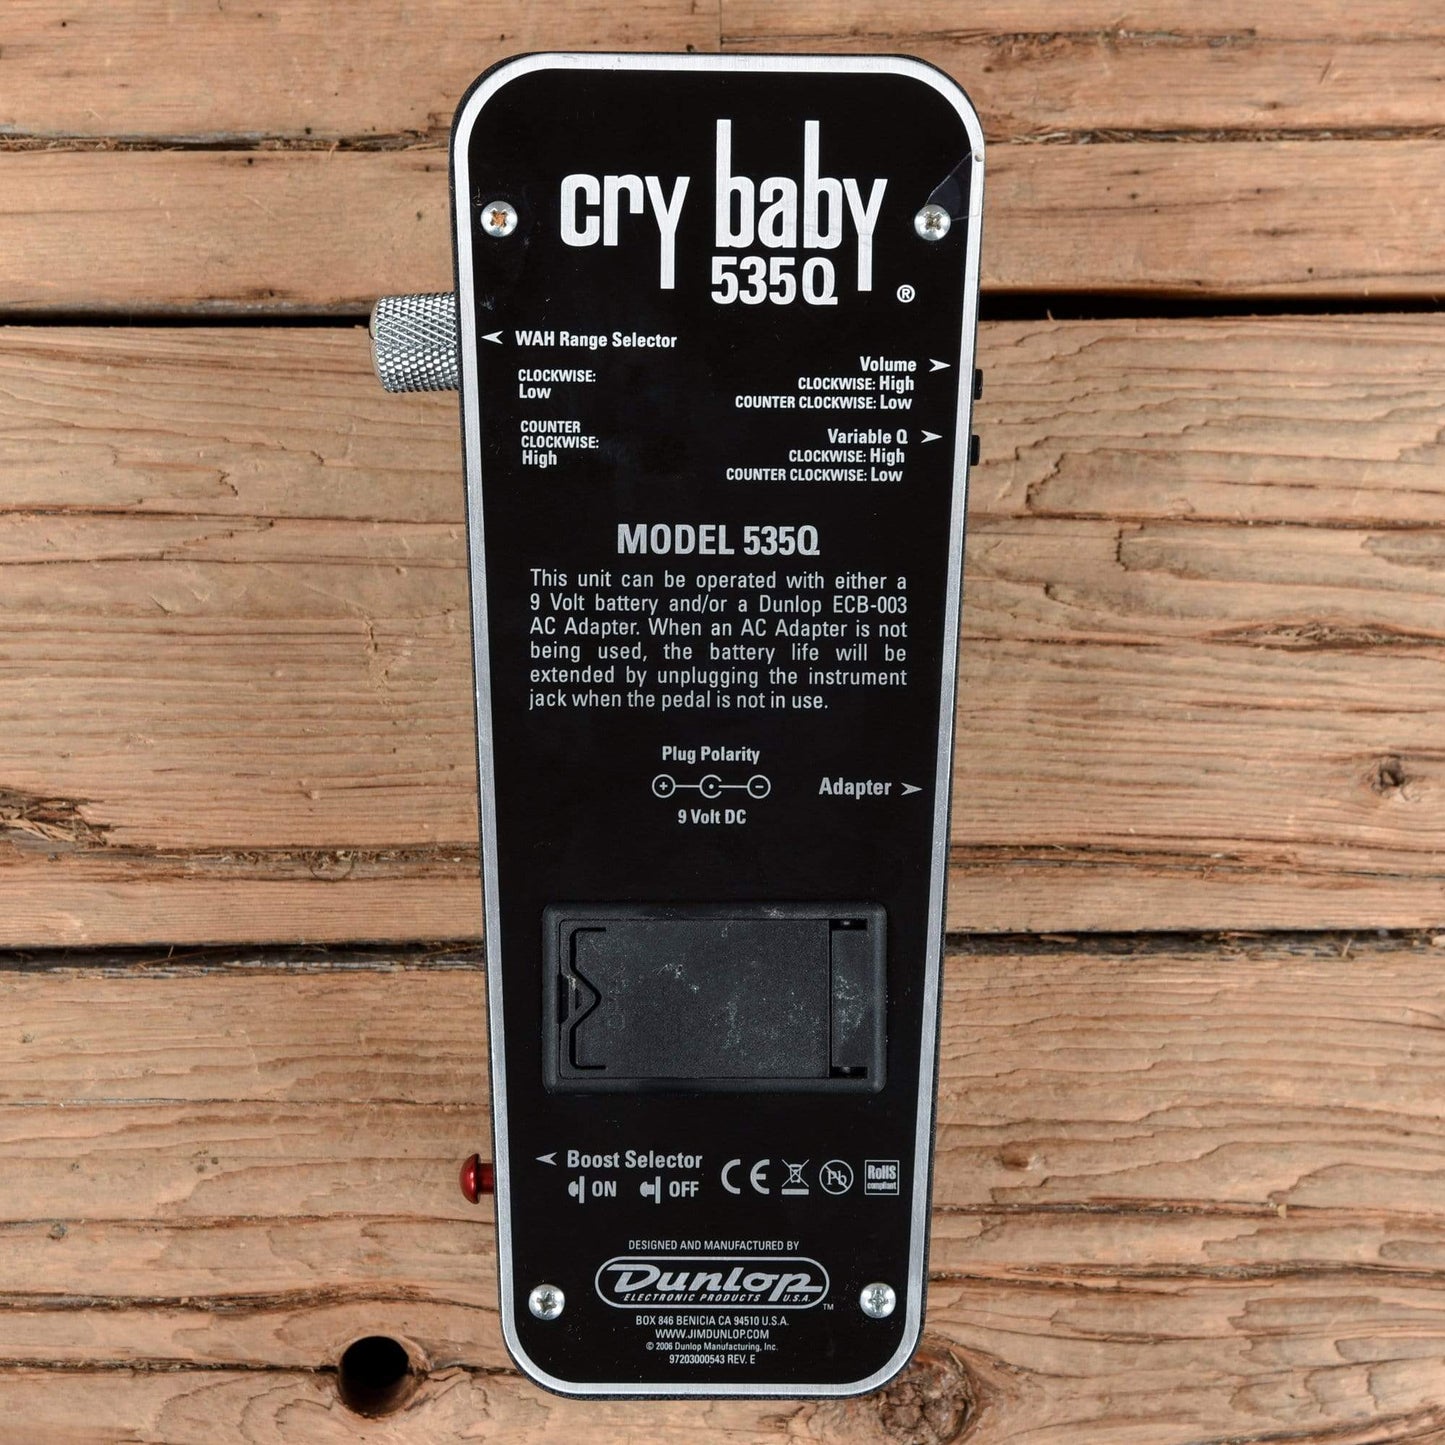 cry baby
535Q ®
WAH Range Selector
CLOCKWISE:
Low
COUNTER
CLOCKWISE:
High
Volume
CLOCKWISE: High
COUNTER CLOCKWISE: Low
Variable Q
CLOCKWISE: High
COUNTER CLOCKWISE: Low
MODEL 535Q
This unit can be operated with either a
9 Volt battery and/or a Dunlop ECB-003
AC Adapter. When an AC Adapter is not
being used, the battery life will be
extended by unplugging the instrument
jack when the pedal is not in use.
Plug Polarity
+ -
9 Volt DC
Adapter
Boost Selector
ON OFF
CE
Pb
RoHS
compliant
DESIGNED AND MANUFACTURED BY
Dunlop
ELECTRONIC PRODUCTS U.S.A.
™
BOX 846 BENICIA CA 94510 U.S.A.
WWW.JIMDUNLOP.COM
© 2006 Dunlop Manufacturing, Inc.
97203000543 REV. E